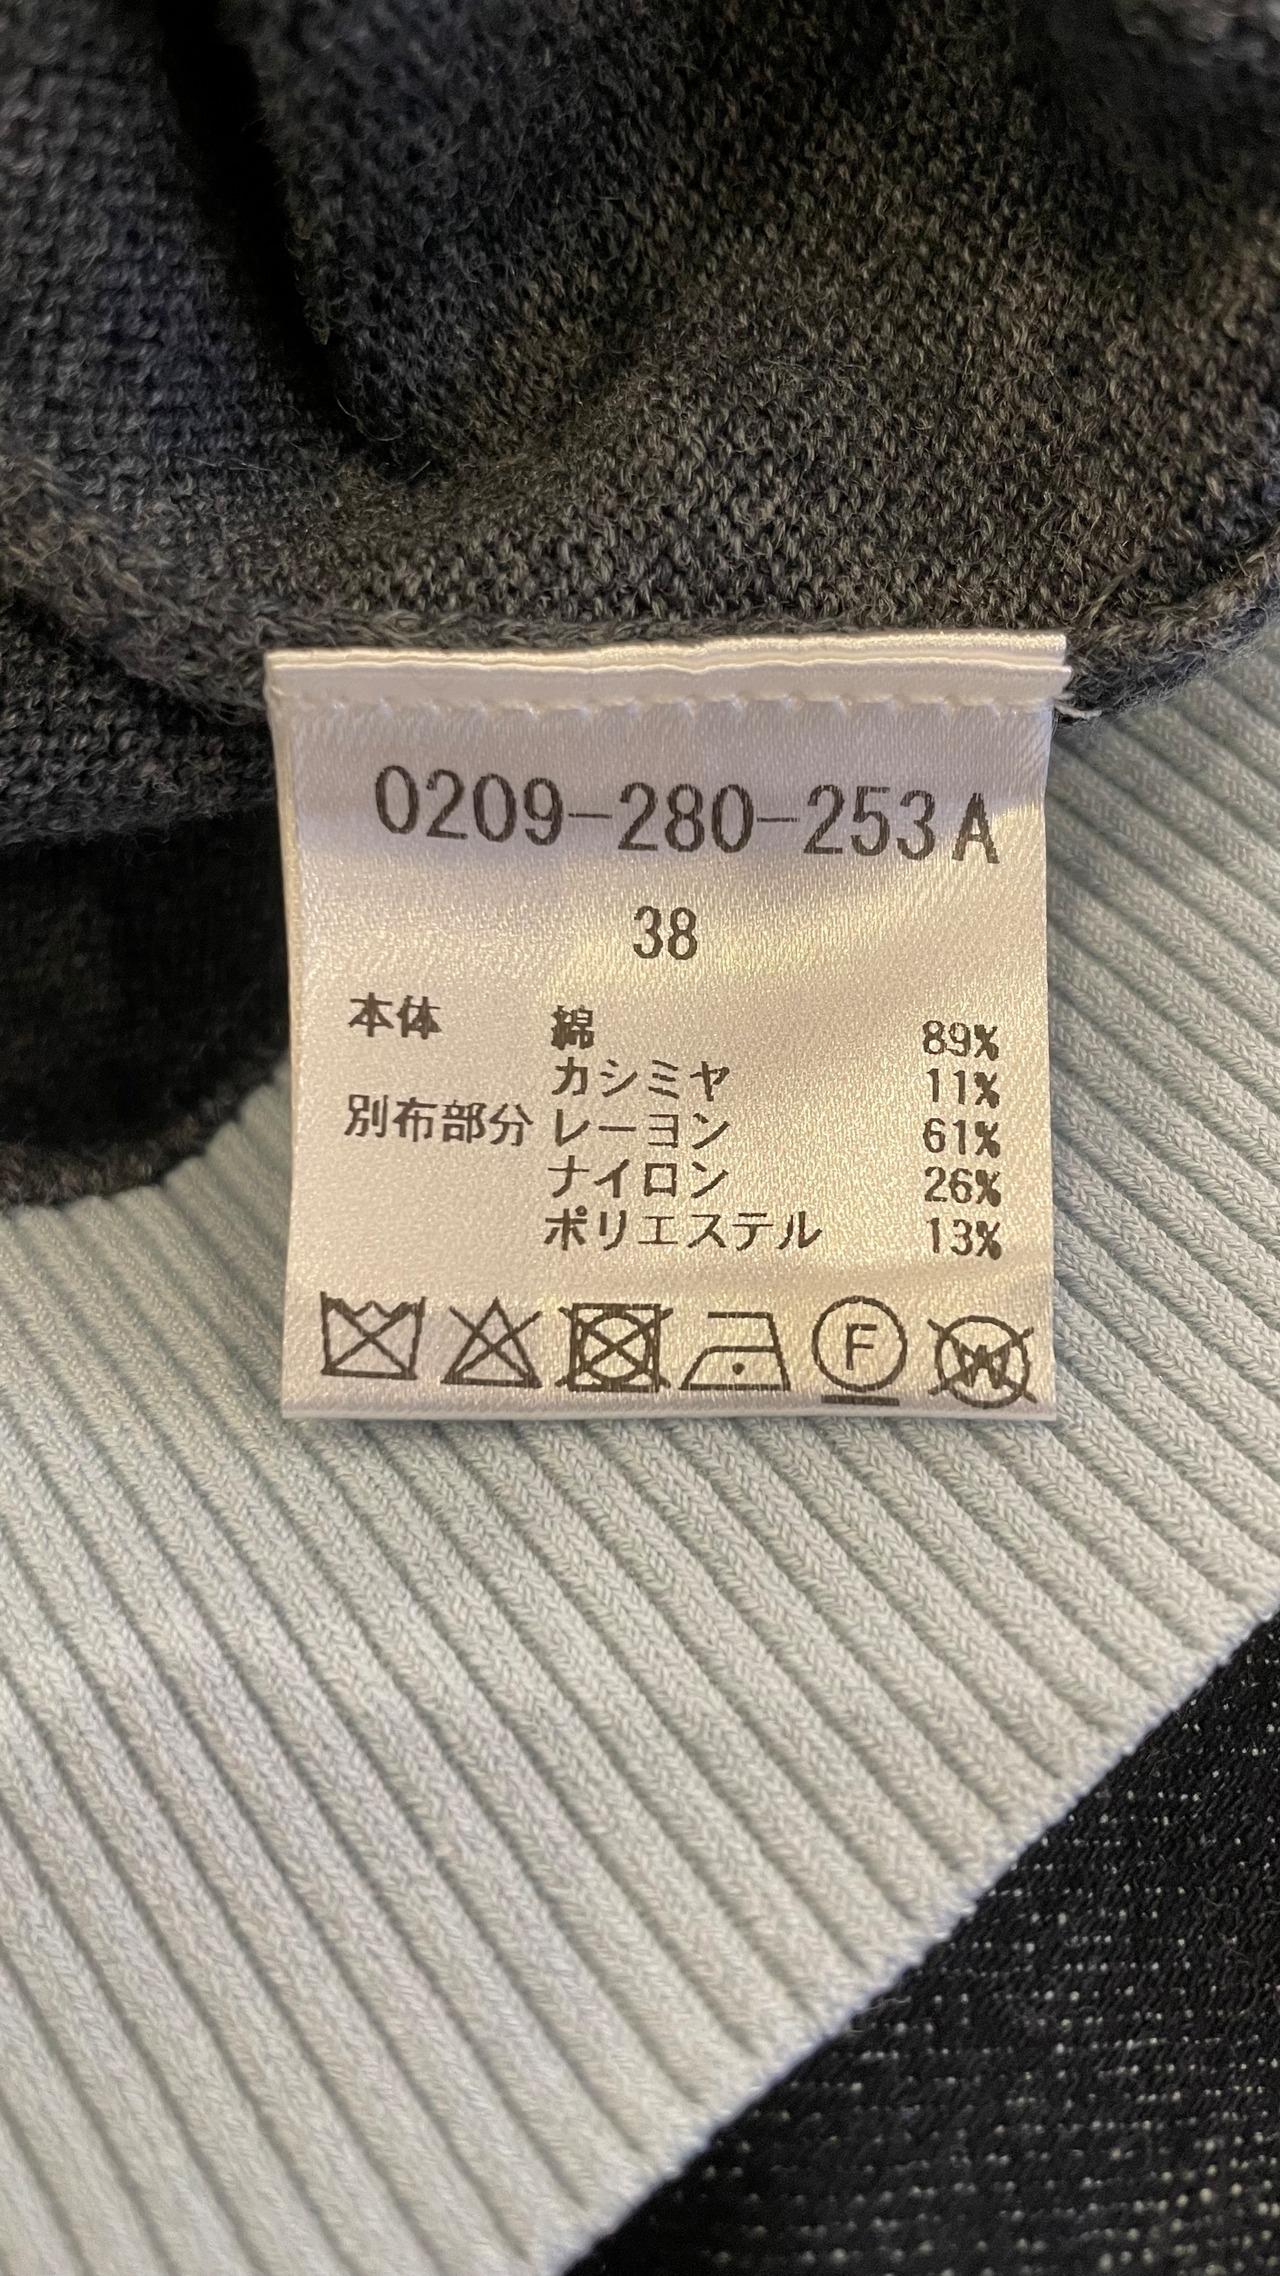 0209-280-253A
38
本体 綿 89%
カシミヤ 11%
別布部分 レーヨン 61%
ナイロン 26%
ポリエステル 13%
F W